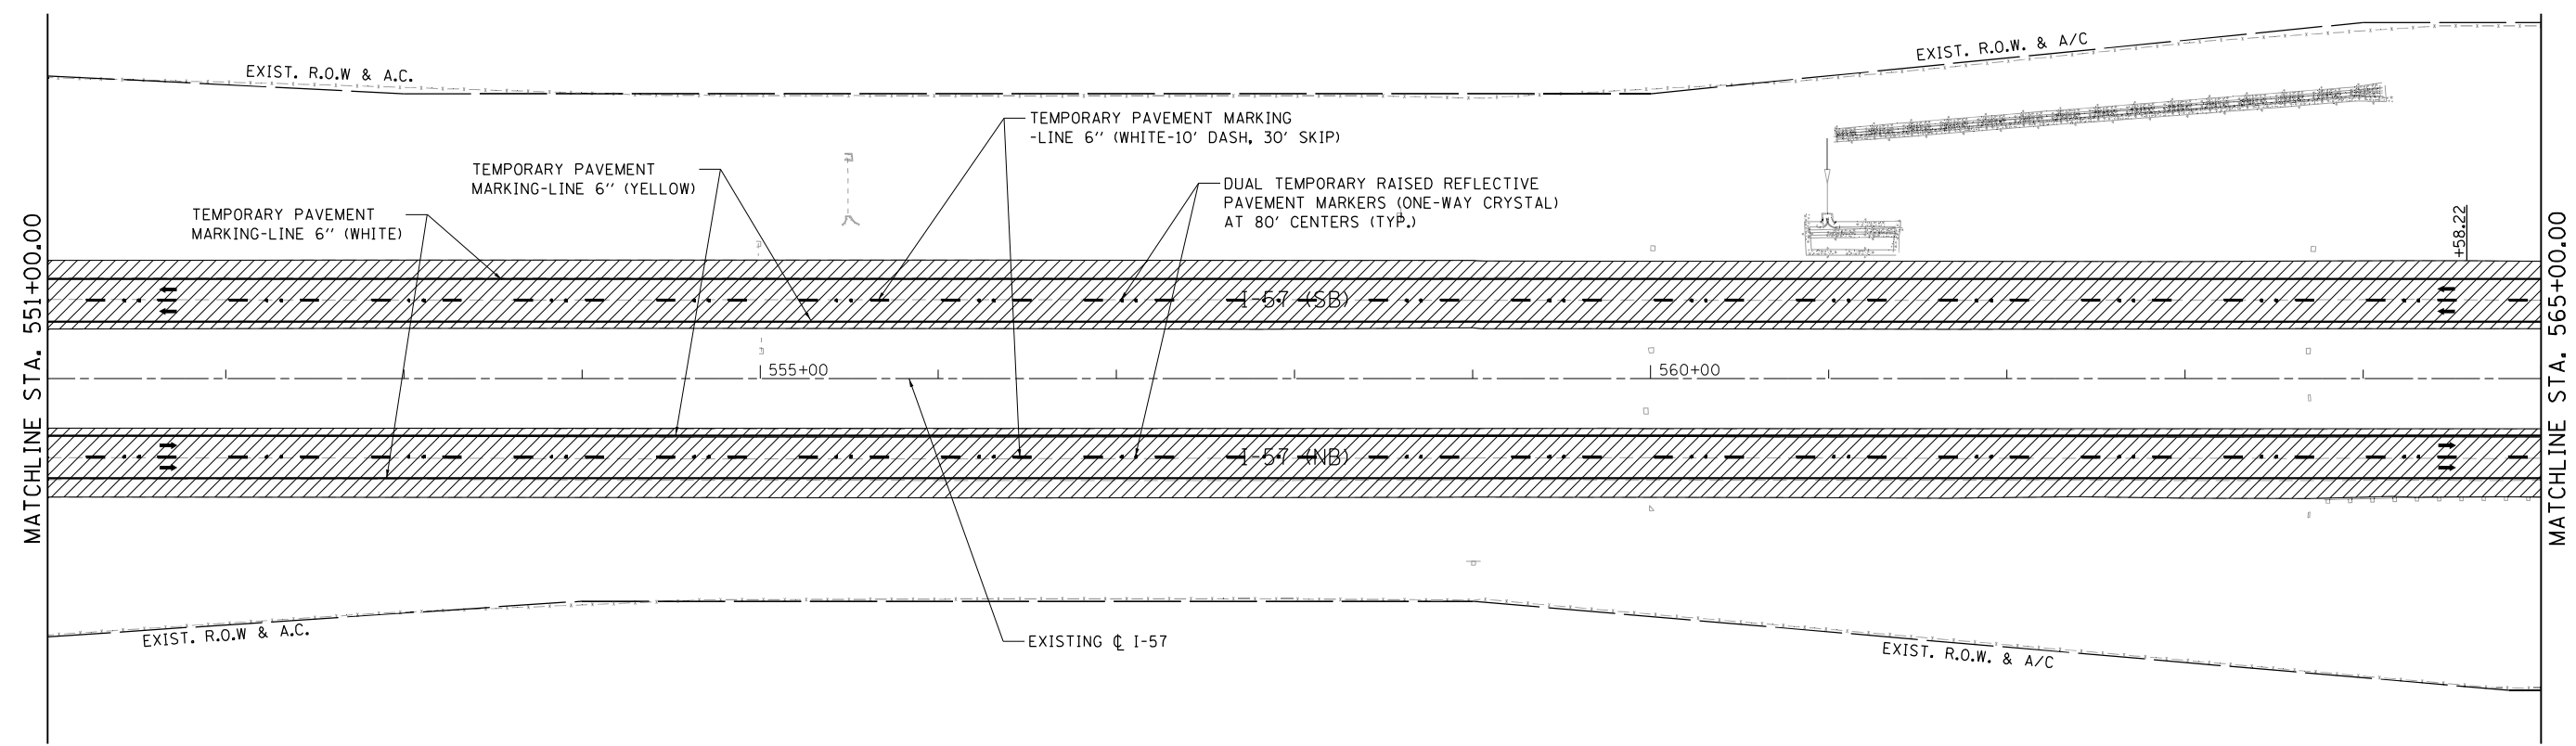 EXIST. R.O.W & A.C.
EXIST. R.O.W. & A/C
TEMPORARY PAVEMENT MARKING
-LINE 6'' (WHITE-10' DASH, 30' SKIP)
TEMPORARY PAVEMENT
MARKING-LINE 6'' (YELLOW)
DUAL TEMPORARY RAISED REFLECTIVE
PAVEMENT MARKERS (ONE-WAY CRYSTAL)
AT 80' CENTERS (TYP.)
TEMPORARY PAVEMENT
MARKING-LINE 6'' (WHITE)
+58.22
MATCHLINE STA. 551+00.00
MATCHLINE STA. 565+00.00
I-57 (SB)
555+00
560+00
I-57 (NB)
EXIST. R.O.W & A.C.
EXISTING ℄ I-57
EXIST. R.O.W. & A/C